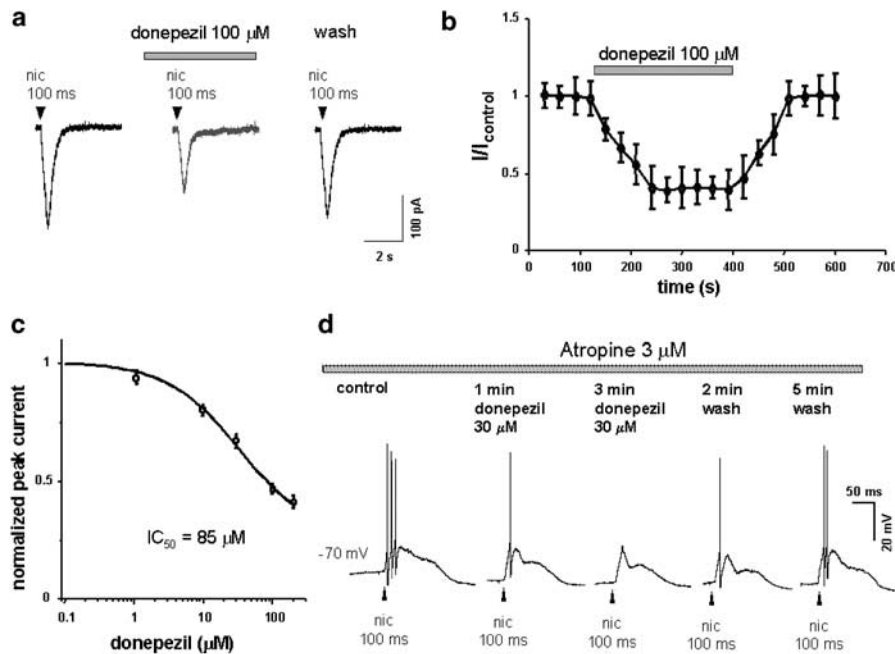 a
donepezil 100 µM
wash
nic
100 ms
nic
100 ms
nic
100 ms
100 pA
2 s
b
donepezil 100 µM
I/Icontrol
1.5
1
0.5
0
0 100 200 300 400 500 600 700
time (s)
c
normalized peak current
1
0.5
0
IC50 = 85 µM
0.1 1 10 100
donepezil (µM)
d
Atropine 3 µM
control
1 min
donepezil
30 µM
3 min
donepezil
30 µM
2 min
wash
5 min
wash
50 ms
20 mV
-70 mV
nic
100 ms
nic
100 ms
nic
100 ms
nic
100 ms
nic
100 ms